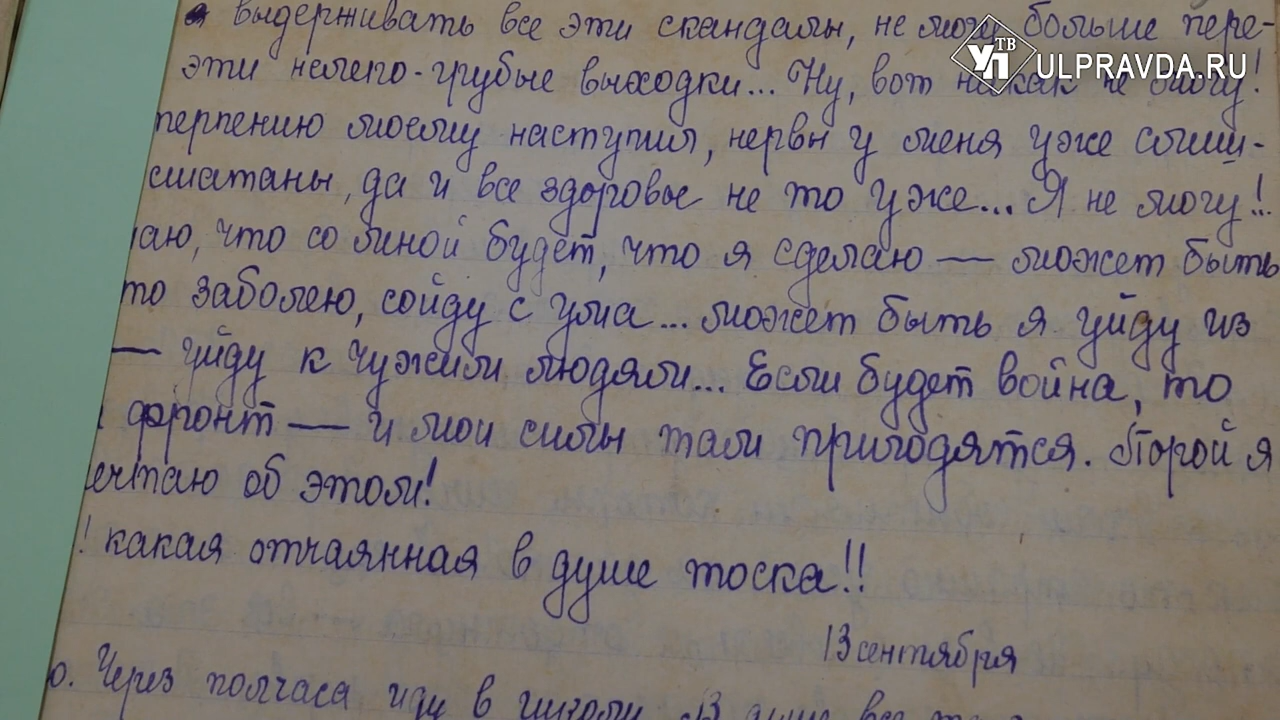 я выдерживать все эти скандалы, не могу больше пере-
УП ТВ ULPRAVDA.RU
эти нелепо-грубые выходки... Ну, вот никак не могу!
терпению моему наступил, нервы у меня уже слиш-
сшатаны, да и все здоровье не то уже... Я не могу!..
наю, что со мной будет, что я сделаю — может быть
то заболею, сойду с ума... может быть я уйду из
— уйду к чужим людям... Если будет война, то
фронт — и мои силы там пригодятся. Порой я
ечтаю об этом!
! какая отчаянная в душе тоска!!
13 сентября
о. Через полчаса иду в школу. В душе все